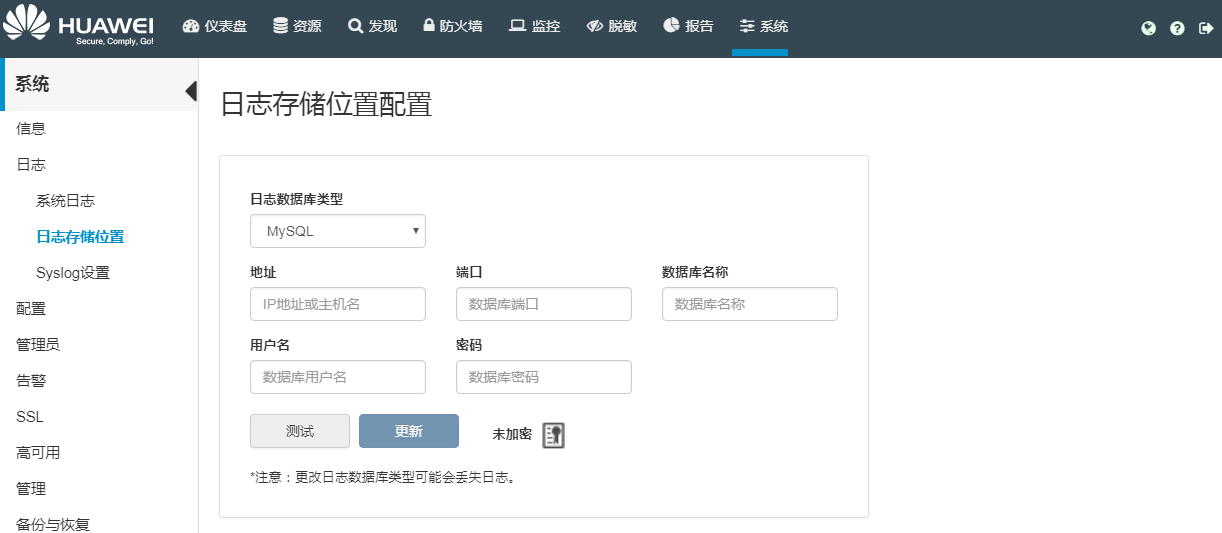 HUAWEI
Secure, Comply, Go!
仪表盘 资源 发现 防火墙 监控 脱敏 报告 系统
系统
信息
日志
系统日志
日志存储位置
Syslog设置
配置
管理员
告警
SSL
高可用
管理
备份与恢复
日志存储位置配置
日志数据库类型
MySQL
地址 端口 数据库名称
IP地址或主机名 数据库端口 数据库名称
用户名 密码
数据库用户名 数据库密码
测试 更新 未加密
*注意：更改日志数据库类型可能会丢失日志。